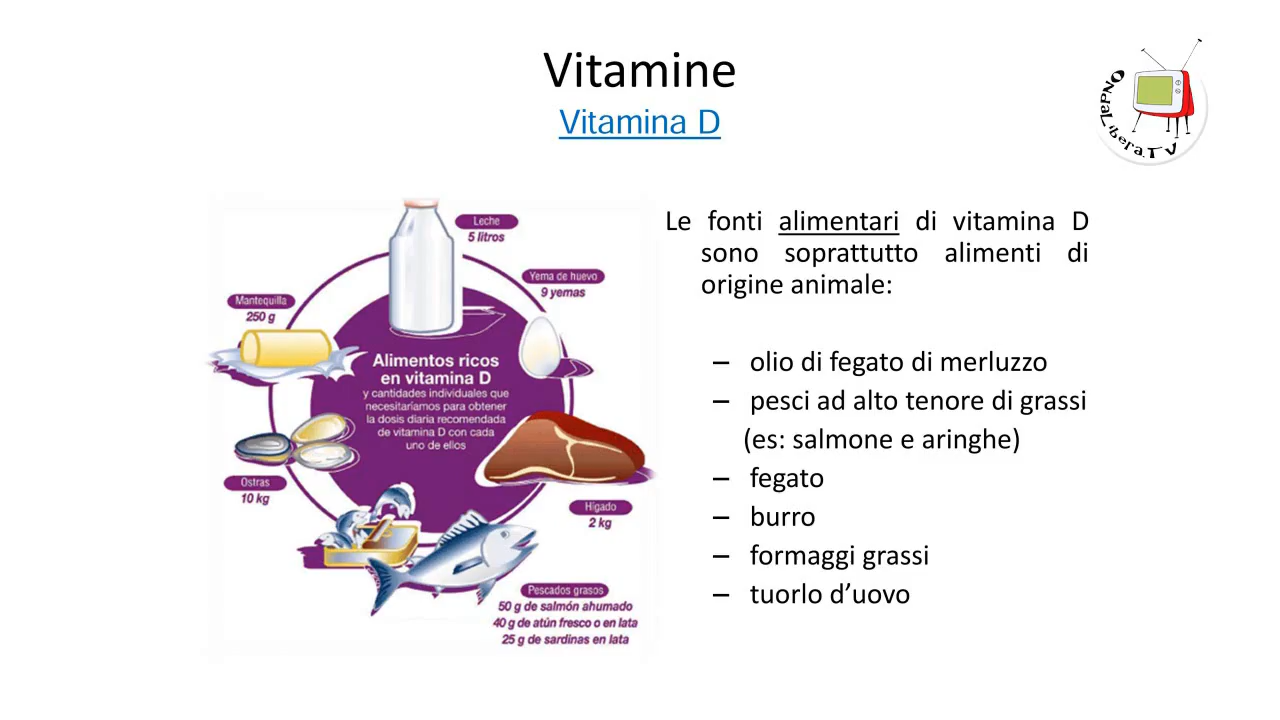 Vitamine
Vitamina D
OndaLibera.TV
Leche
5 litros
Yema de huevo
9 yemas
Mantequilla
250 g
Alimentos ricos
en vitamina D
y cantidades individuales que
necesitaríamos para obtener
la dosis diaria recomendada
de vitamina D con cada
uno de ellos
Ostras
10 kg
Hígado
2 kg
Pescados grasos
50 g de salmón ahumado
40 g de atún fresco o en lata
25 g de sardinas en lata
Le fonti alimentari di vitamina D
sono soprattutto alimenti di
origine animale:
– olio di fegato di merluzzo
– pesci ad alto tenore di grassi
(es: salmone e aringhe)
– fegato
– burro
– formaggi grassi
– tuorlo d’uovo